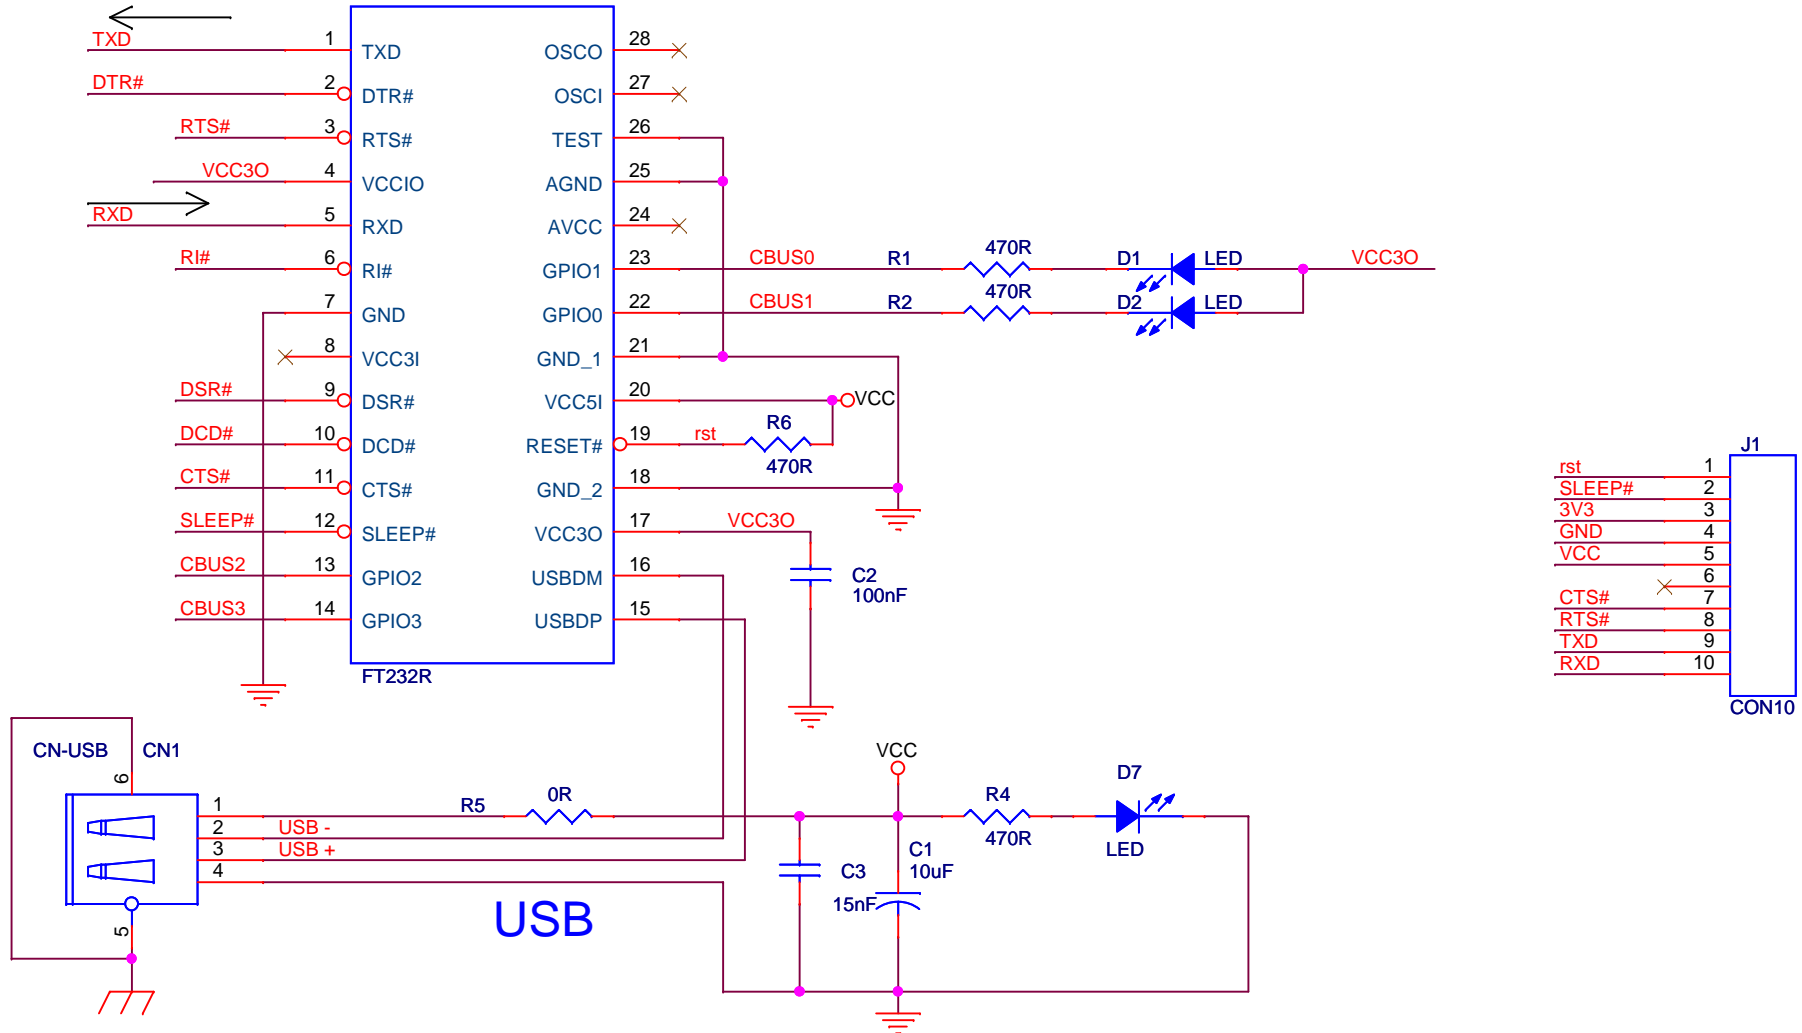 TXD 1 TXD OSCO 28
DTR# 2 DTR# OSCI 27
RTS# 3 RTS# TEST 26
VCC3O 4 VCCIO AGND 25
RXD 5 RXD AVCC 24
RI# 6 RI# GPIO1 23 CBUS0 R1 470R D1 LED VCC3O
7 GND GPIO0 22 CBUS1 R2 470R D2 LED
8 VCC3I GND_1 21
DSR# 9 DSR# VCC5I 20 VCC
DCD# 10 DCD# RESET# 19 rst R6 470R
CTS# 11 CTS# GND_2 18
SLEEP# 12 SLEEP# VCC3O 17 VCC3O
CBUS2 13 GPIO2 USBDM 16 C2 100nF
CBUS3 14 GPIO3 USBDP 15
FT232R
J1
rst 1
SLEEP# 2
3V3 3
GND 4
VCC 5
6
CTS# 7
RTS# 8
TXD 9
RXD 10
CON10
CN-USB CN1
6
1 R5 0R
2 USB -
3 USB +
4
5
USB
VCC
R4 470R
D7
LED
C3
15nF
C1
10uF